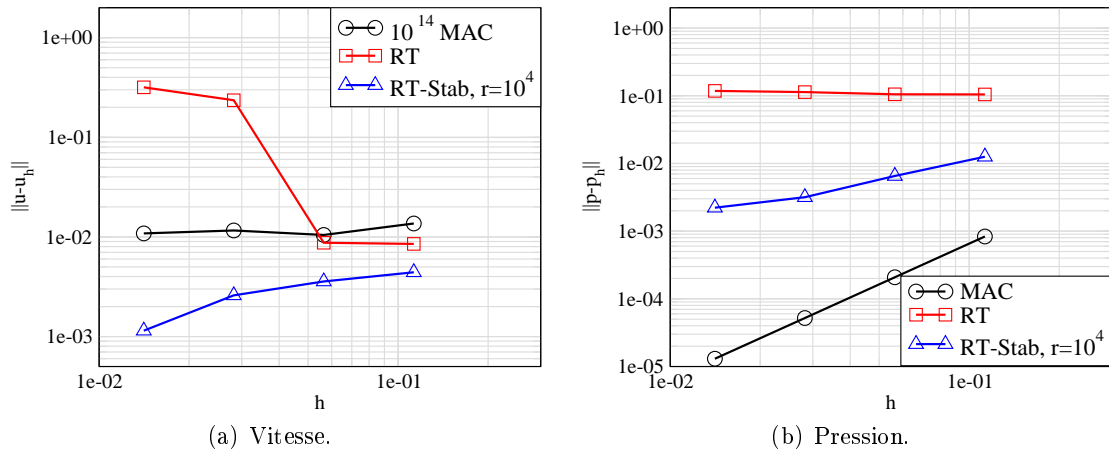 1e+00
1e-01
1e-02
1e-03
||u-u_h||
10^14 MAC
RT
RT-Stab, r=10^4
1e-02
1e-01
h
(a) Vitesse.
1e+00
1e-01
1e-02
1e-03
1e-04
1e-05
||p-p_h||
MAC
RT
RT-Stab, r=10^4
1e-02
1e-01
h
(b) Pression.